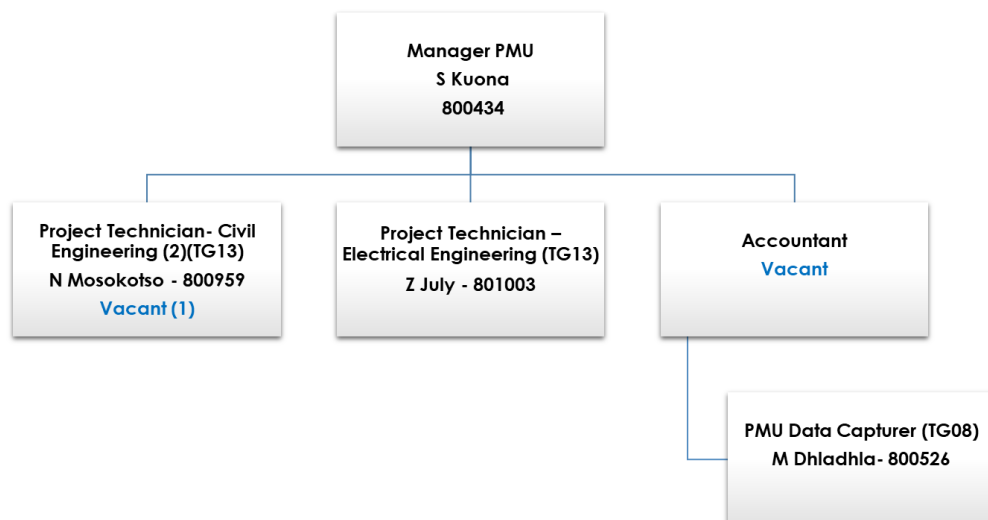 Manager PMU
S Kuona
800434
Project Technician- Civil
Engineering (2)(TG13)
N Mosokotso - 800959
Vacant (1)
Project Technician –
Electrical Engineering (TG13)
Z July - 801003
Accountant
Vacant
PMU Data Capturer (TG08)
M Dhladhla- 800526